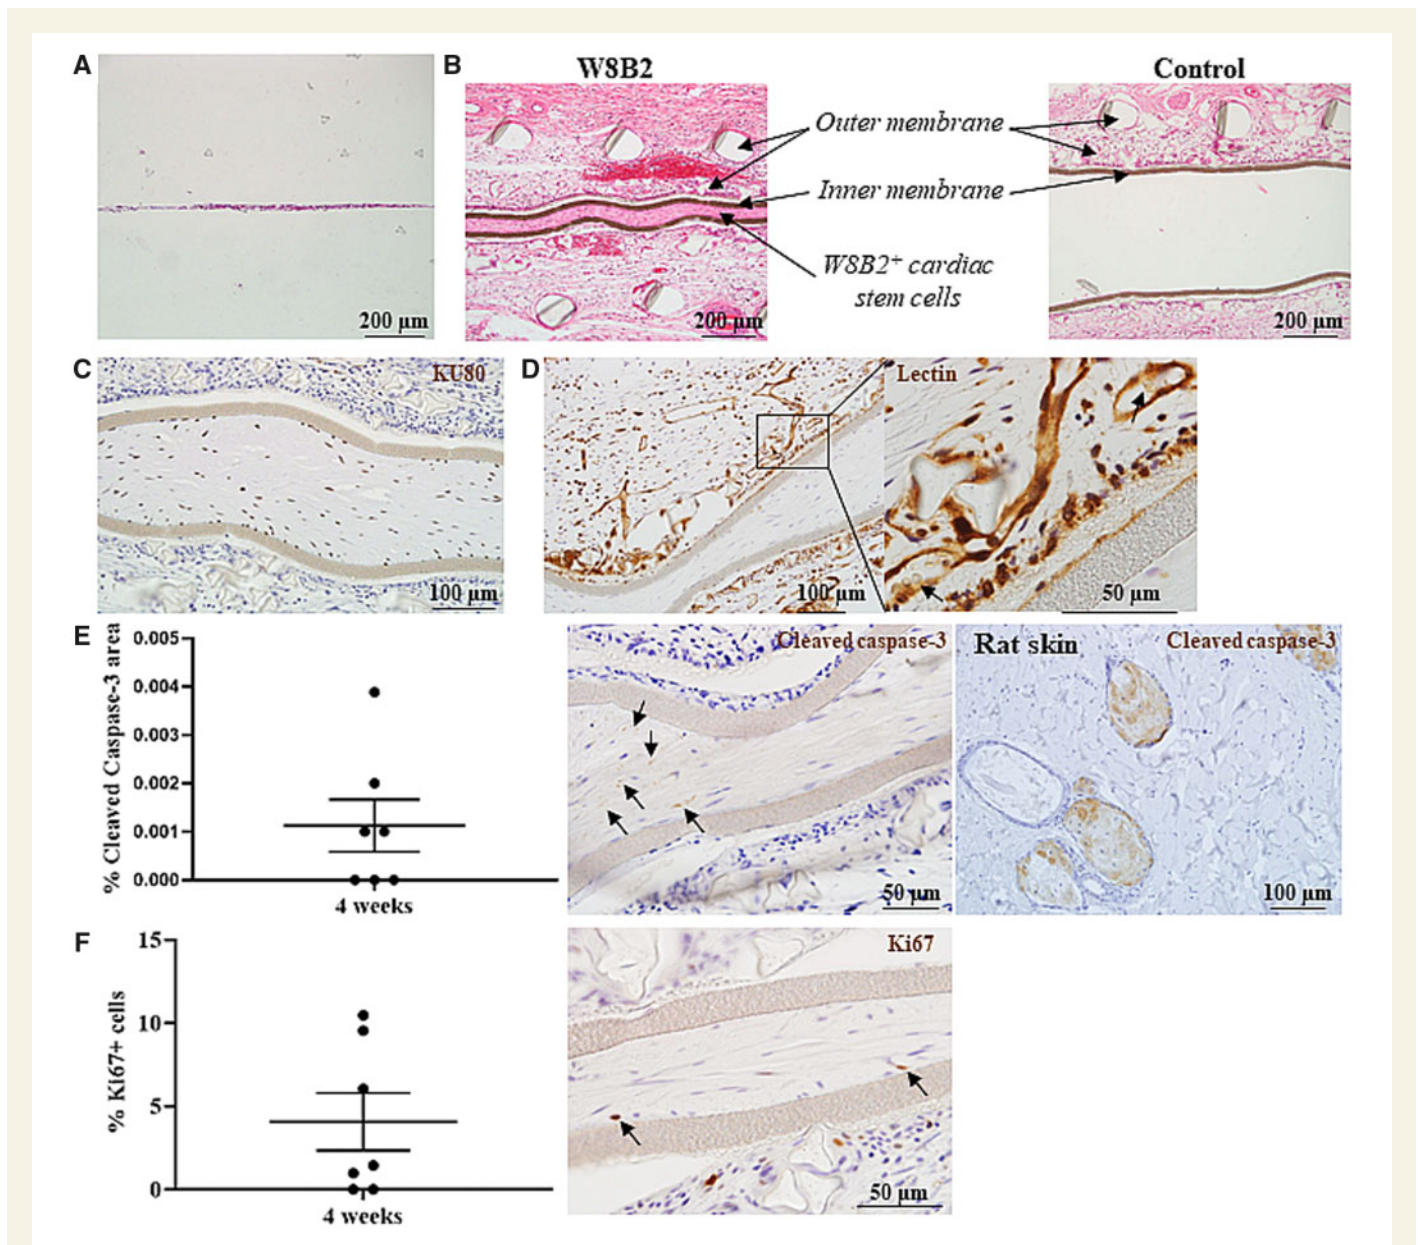 A
200 μm
B
W8B2
Control
Outer membrane
Inner membrane
W8B2+ cardiac
stem cells
200 μm
200 μm
C
KU80
100 μm
D
Lectin
100 μm
50 μm
E
% Cleaved Caspase-3 area
0.005
0.004
0.003
0.002
0.001
0.000
4 weeks
Cleaved caspase-3
50 μm
Rat skin
Cleaved caspase-3
100 μm
F
% Ki67+ cells
15
10
5
0
4 weeks
Ki67
50 μm